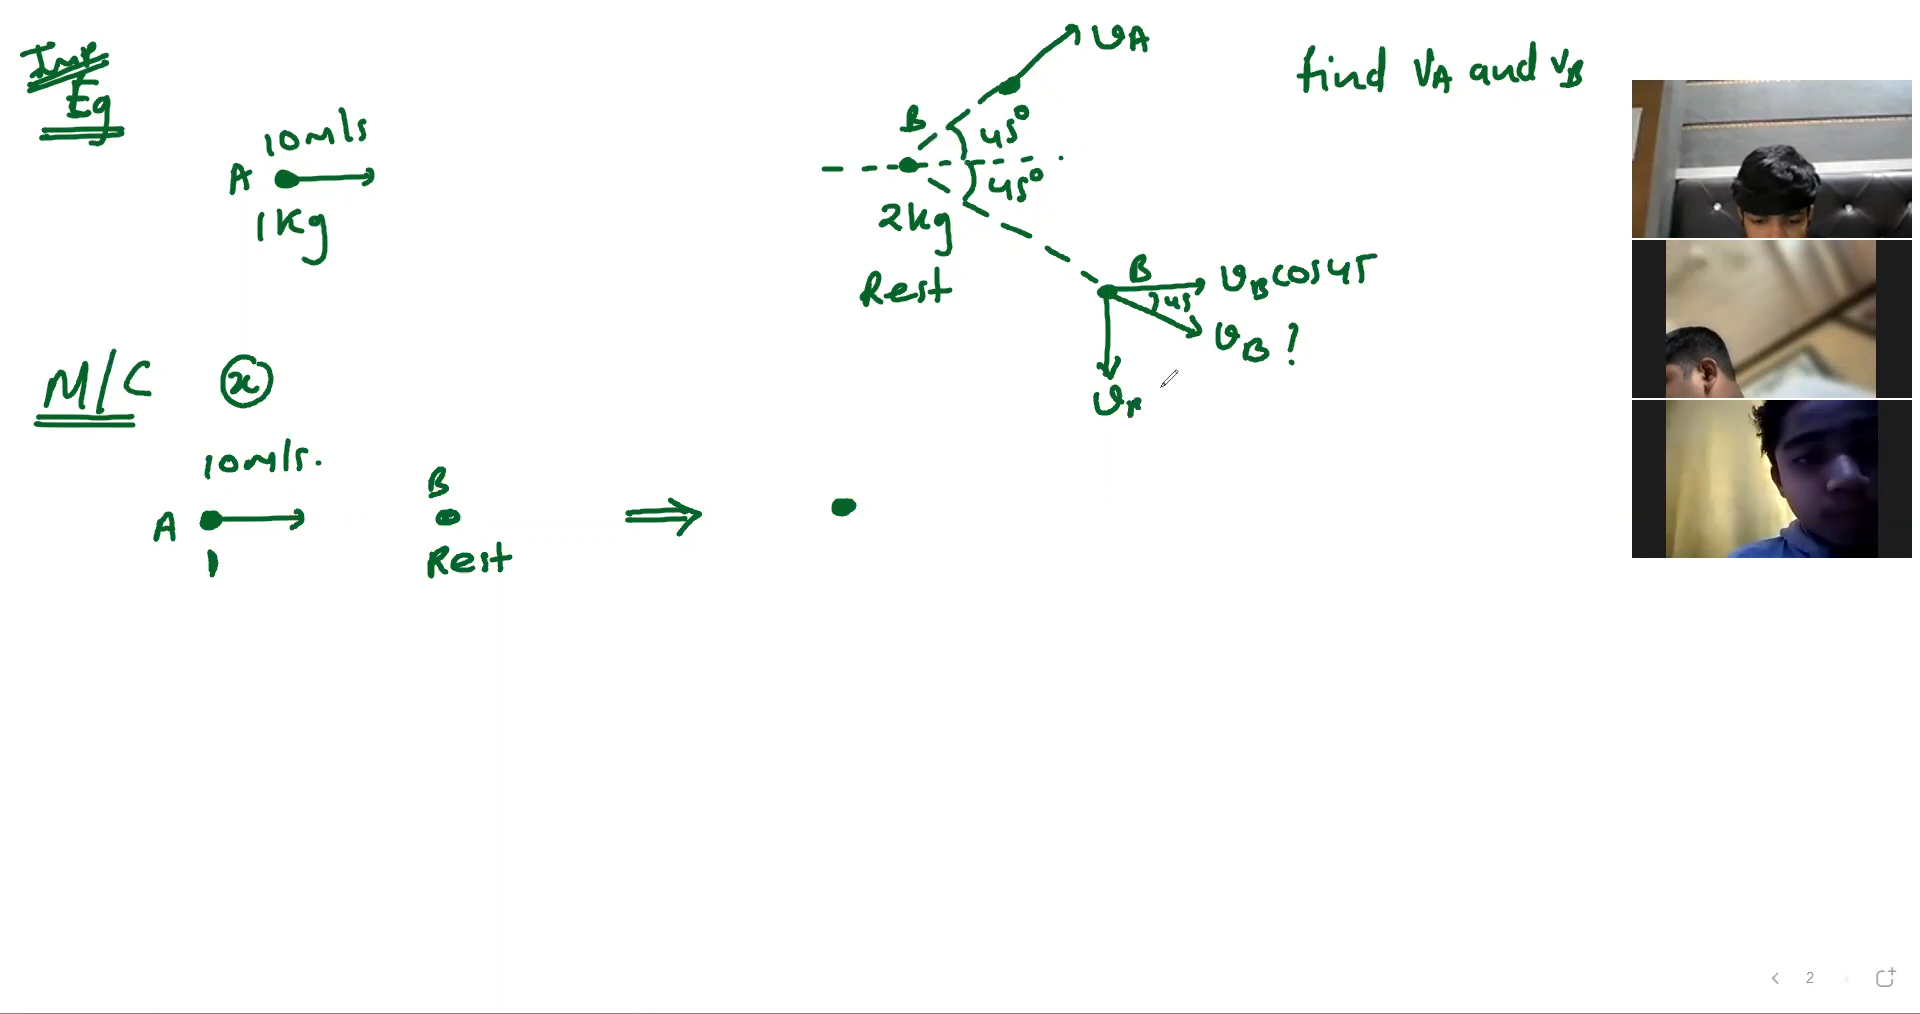 Imp
Eg
10m/s
A
1Kg
vA
B
45°
45°
2kg
Rest
find VA and VB
B
vB cos45
45
vB ?
M/C
x
10m/s.
A
1
B
Rest
2